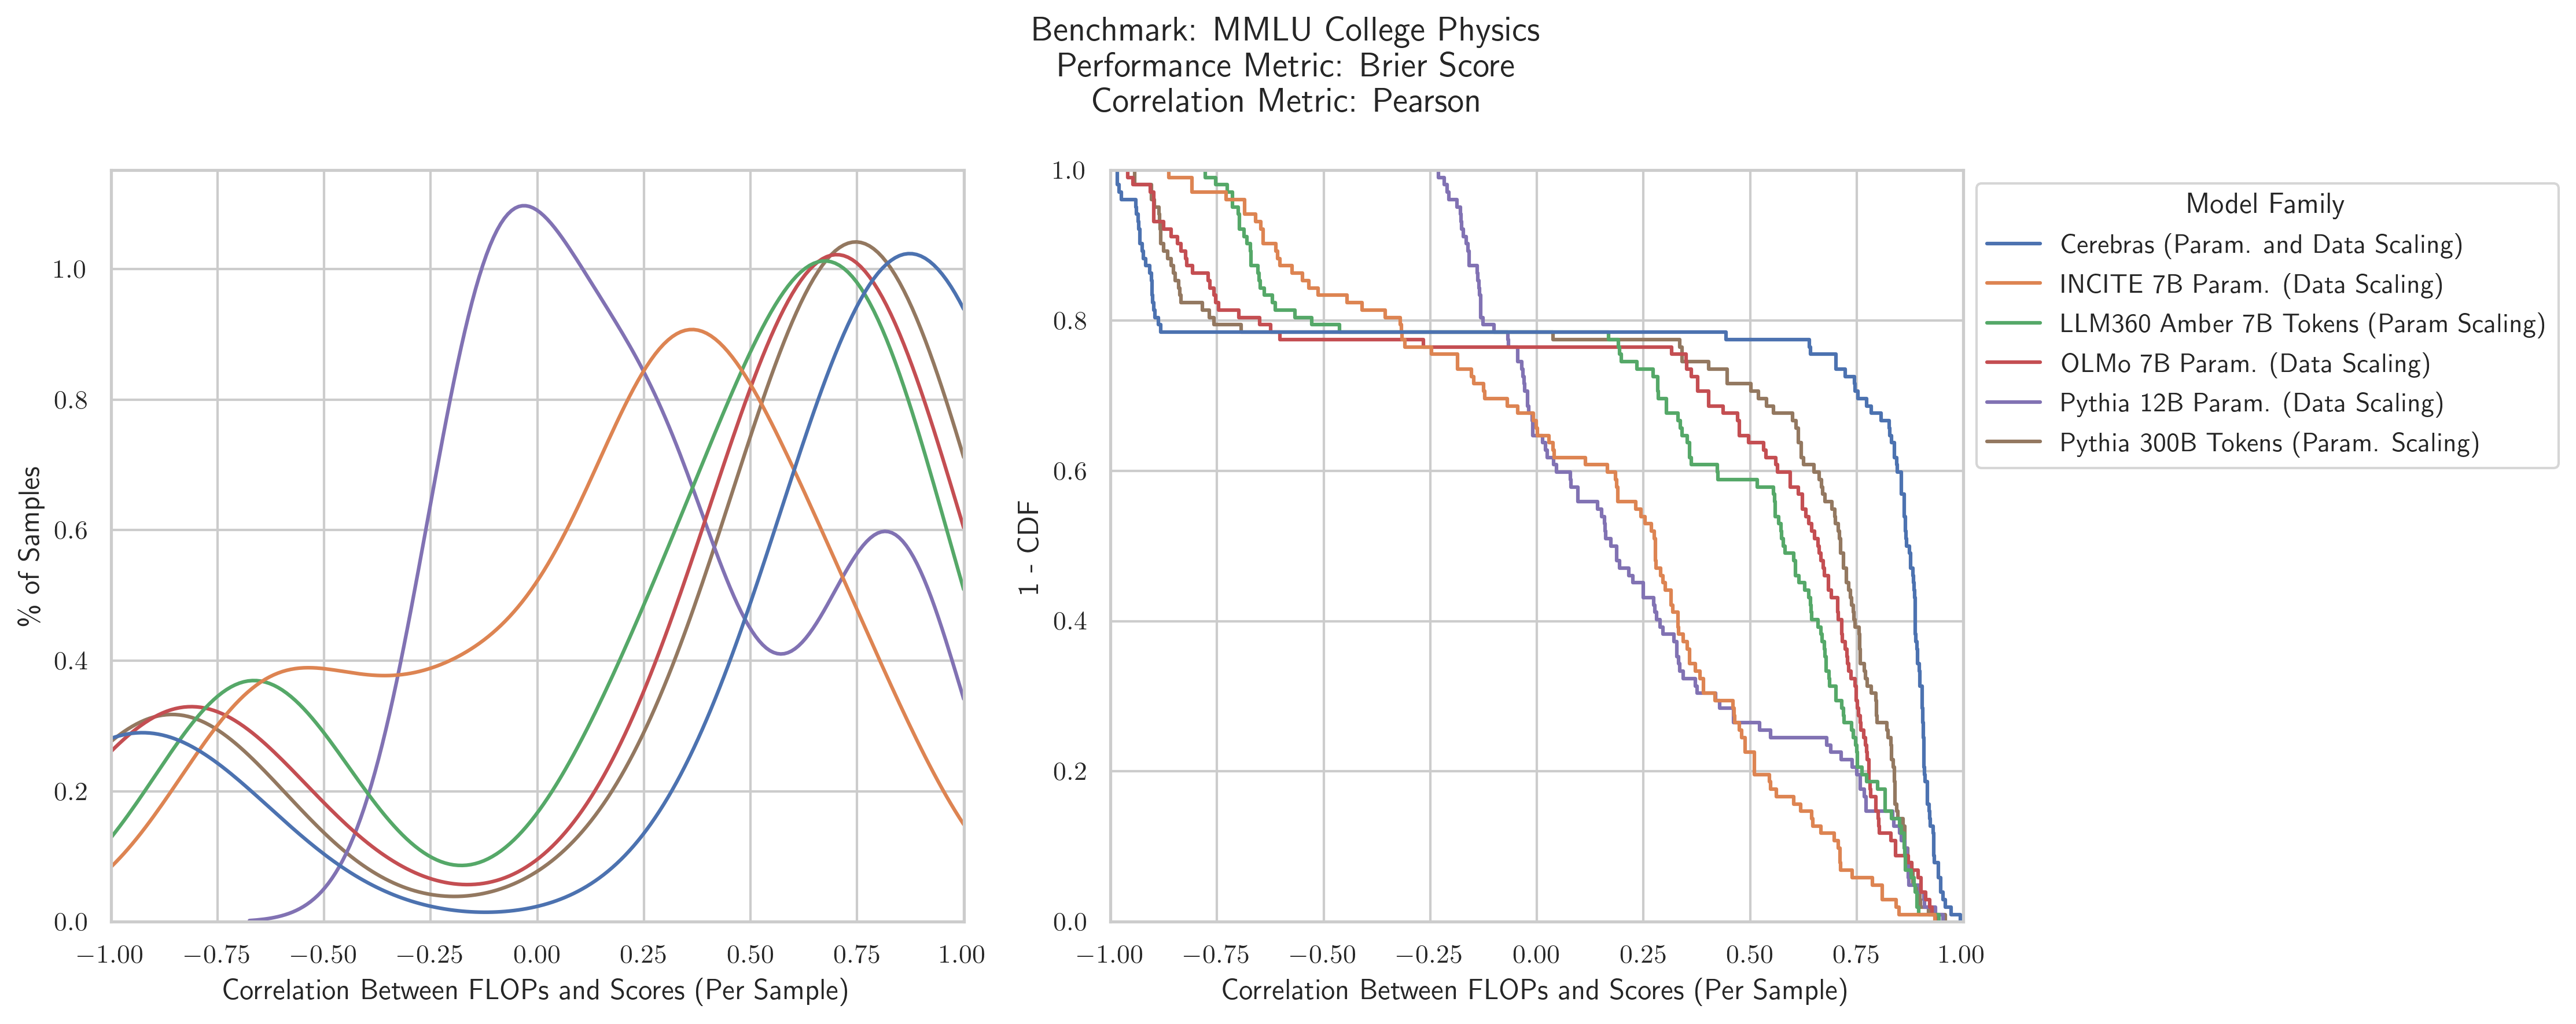 Benchmark: MMLU College Physics
Performance Metric: Brier Score
Correlation Metric: Pearson
% of Samples
1.0
0.8
0.6
0.4
0.2
0.0
−1.00 −0.75 −0.50 −0.25 0.00 0.25 0.50 0.75 1.00
Correlation Between FLOPs and Scores (Per Sample)
1 - CDF
1.0
0.8
0.6
0.4
0.2
0.0
−1.00 −0.75 −0.50 −0.25 0.00 0.25 0.50 0.75 1.00
Correlation Between FLOPs and Scores (Per Sample)
Model Family
Cerebras (Param. and Data Scaling)
INCITE 7B Param. (Data Scaling)
LLM360 Amber 7B Tokens (Param Scaling)
OLMo 7B Param. (Data Scaling)
Pythia 12B Param. (Data Scaling)
Pythia 300B Tokens (Param. Scaling)